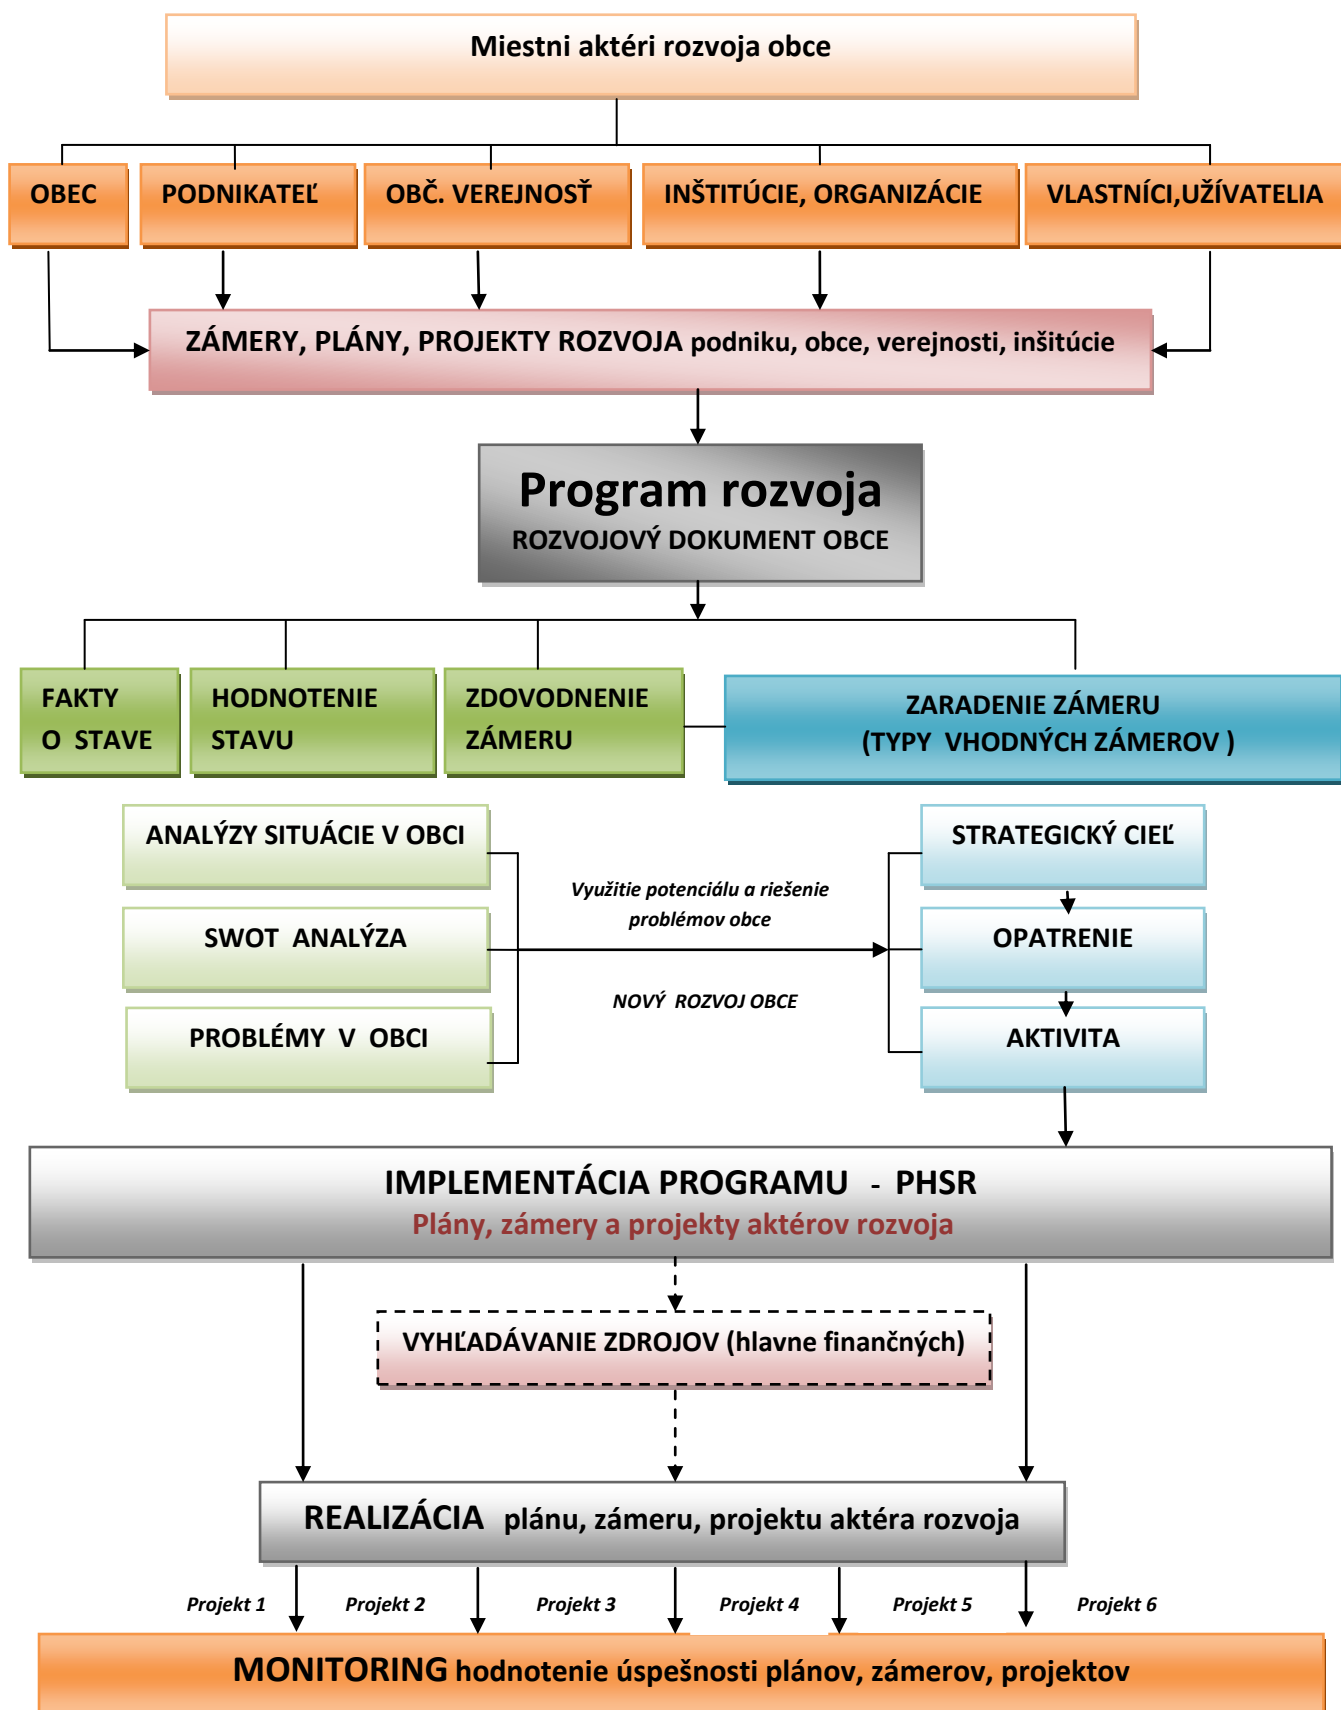 Miestni aktéri rozvoja obce
OBEC
PODNIKATEĽ
OBČ. VEREJNOSŤ
INŠTITÚCIE, ORGANIZÁCIE
VLASTNÍCI,UŽÍVATELIA
ZÁMERY, PLÁNY, PROJEKTY ROZVOJA podniku, obce, verejnosti, inšitúcie
Program rozvoja
ROZVOJOVÝ DOKUMENT OBCE
FAKTY
O STAVE
HODNOTENIE
STAVU
ZDOVODNENIE
ZÁMERU
ZARADENIE ZÁMERU
(TYPY VHODNÝCH ZÁMEROV )
ANALÝZY SITUÁCIE V OBCI
SWOT ANALÝZA
PROBLÉMY V OBCI
Využitie potenciálu a riešenie
problémov obce
NOVÝ ROZVOJ OBCE
STRATEGICKÝ CIEĽ
OPATRENIE
AKTIVITA
IMPLEMENTÁCIA PROGRAMU - PHSR
Plány, zámery a projekty aktérov rozvoja
VYHĽADÁVANIE ZDROJOV (hlavne finančných)
REALIZÁCIA plánu, zámeru, projektu aktéra rozvoja
Projekt 1
Projekt 2
Projekt 3
Projekt 4
Projekt 5
Projekt 6
MONITORING hodnotenie úspešnosti plánov, zámerov, projektov